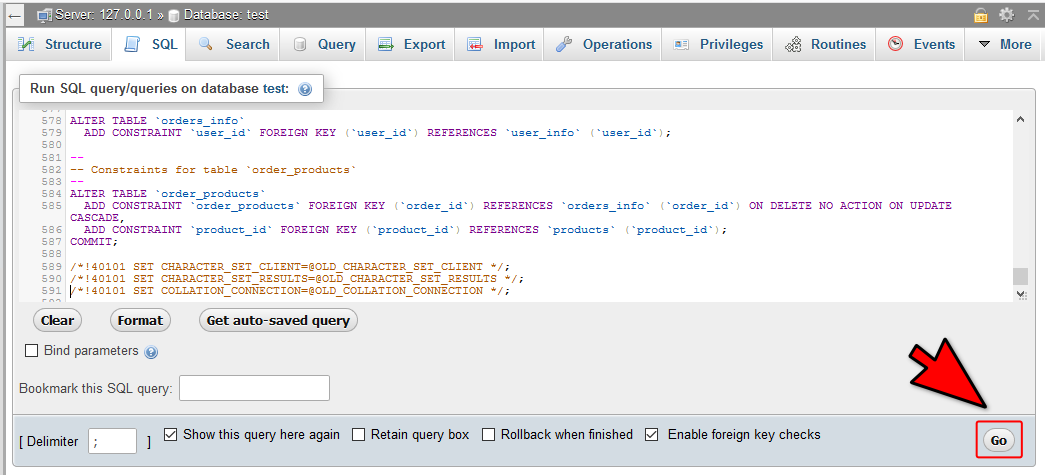 Server: 127.0.0.1 » Database: test
Structure SQL Search Query Export Import Operations Privileges Routines Events More
Run SQL query/queries on database test:
578 ALTER TABLE `orders_info`
579 ADD CONSTRAINT `user_id` FOREIGN KEY (`user_id`) REFERENCES `user_info` (`user_id`);
580
581 --
582 -- Constraints for table `order_products`
583 --
584 ALTER TABLE `order_products`
585 ADD CONSTRAINT `order_products` FOREIGN KEY (`order_id`) REFERENCES `orders_info` (`order_id`) ON DELETE NO ACTION ON UPDATE
CASCADE,
586 ADD CONSTRAINT `product_id` FOREIGN KEY (`product_id`) REFERENCES `products` (`product_id`);
587 COMMIT;
588
589 /*!40101 SET CHARACTER_SET_CLIENT=@OLD_CHARACTER_SET_CLIENT */;
590 /*!40101 SET CHARACTER_SET_RESULTS=@OLD_CHARACTER_SET_RESULTS */;
591 /*!40101 SET COLLATION_CONNECTION=@OLD_COLLATION_CONNECTION */;
Clear Format Get auto-saved query
Bind parameters
Bookmark this SQL query:
[ Delimiter ; ] Show this query here again Retain query box Rollback when finished Enable foreign key checks Go